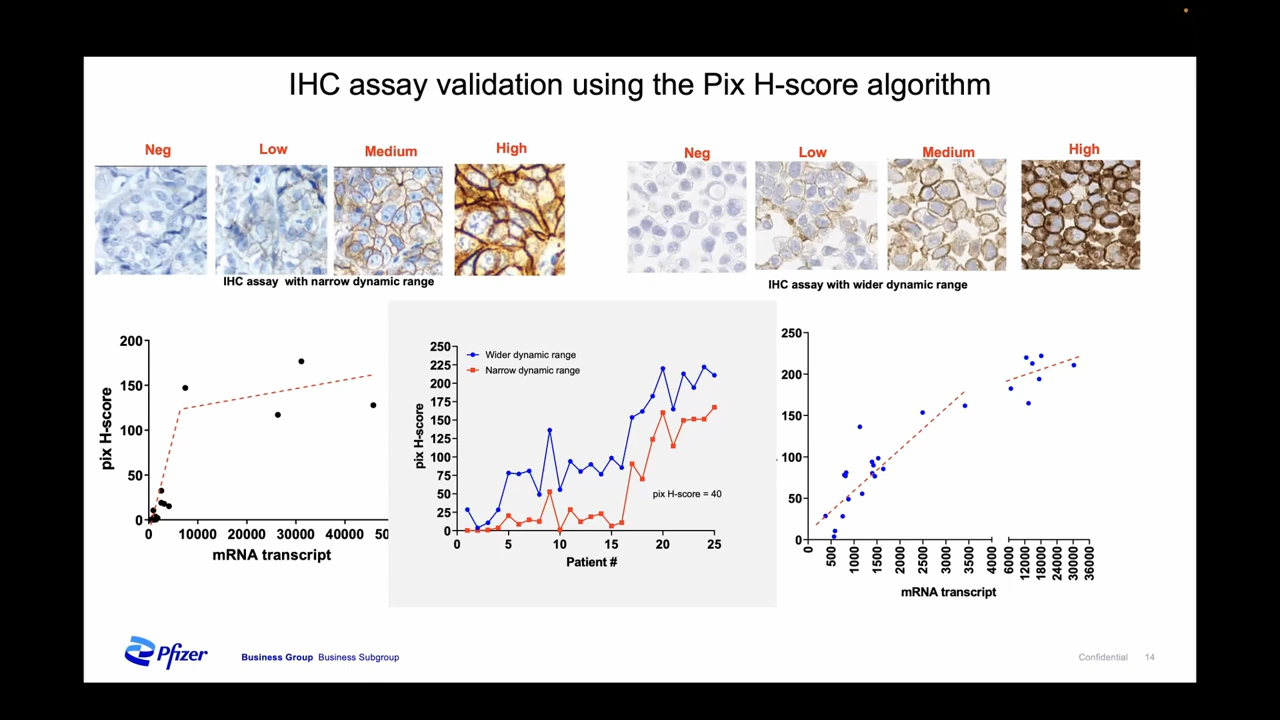 IHC assay validation using the Pix H-score algorithm
Neg
Low
Medium
High
IHC assay with narrow dynamic range
Neg
Low
Medium
High
IHC assay with wider dynamic range
200
150
100
50
0
pix H-score
0
10000
20000
30000
40000
50
mRNA transcript
250
225
200
175
150
125
100
75
50
25
0
pix H-score
Wider dynamic range
Narrow dynamic range
pix H-score = 40
0
5
10
15
20
25
Patient #
250
200
150
100
50
0
0
500
1000
1500
2000
2500
3000
3500
4000
6000
12000
18000
24000
30000
36000
mRNA transcript
Pfizer
Business Group Business Subgroup
Confidential
14